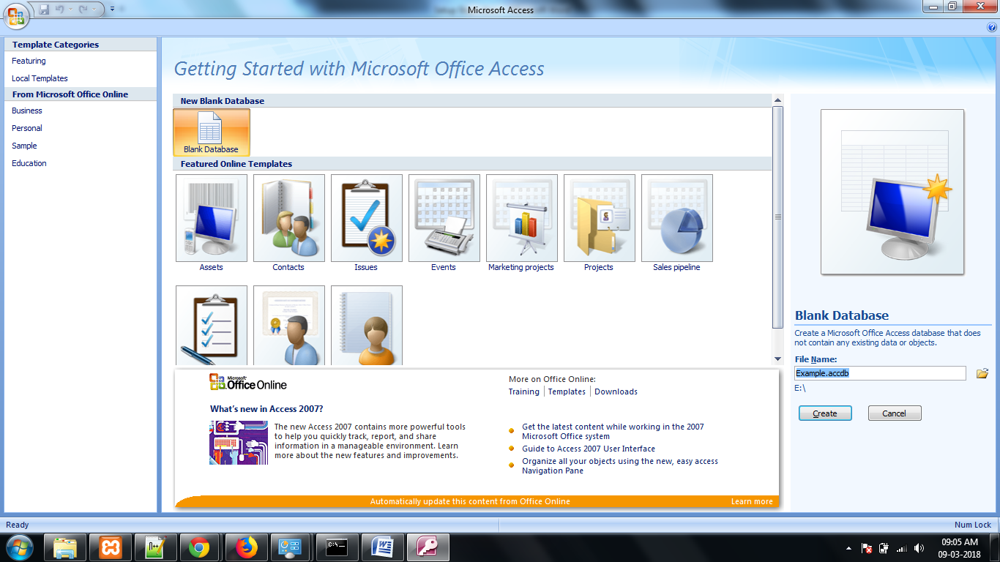 Microsoft Access
Template Categories
Featuring
Local Templates
From Microsoft Office Online
Business
Personal
Sample
Education
Getting Started with Microsoft Office Access
New Blank Database
Blank Database
Featured Online Templates
Assets
Contacts
Issues
Events
Marketing projects
Projects
Sales pipeline
Microsoft
Office Online
What's new in Access 2007?
The new Access 2007 contains more powerful tools
to help you quickly track, report, and share
information in a manageable environment. Learn
more about the new features and improvements.
More on Office Online:
Training | Templates | Downloads
Get the latest content while working in the 2007
Microsoft Office system
Guide to Access 2007 User Interface
Organize all your objects using the new, easy access
Navigation Pane
Automatically update this content from Office Online
Learn more
Blank Database
Create a Microsoft Office Access database that does
not contain any existing data or objects.
File Name:
Example.accdb
E:\
Create
Cancel
Ready
Num Lock
C:\
09:05 AM
09-03-2018